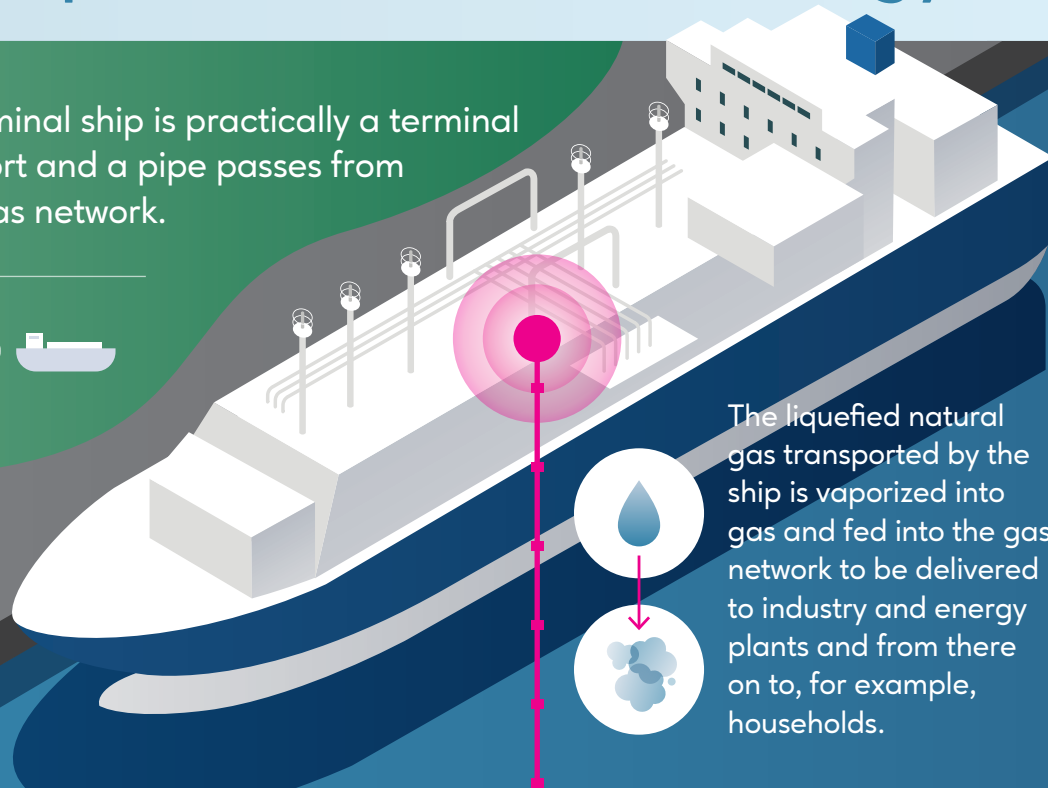 minal ship is practically a terminal
ort and a pipe passes from
as network.
The liquefied natural
gas transported by the
ship is vaporized into
gas and fed into the gas
network to be delivered
to industry and energy
plants and from there
on to, for example,
households.